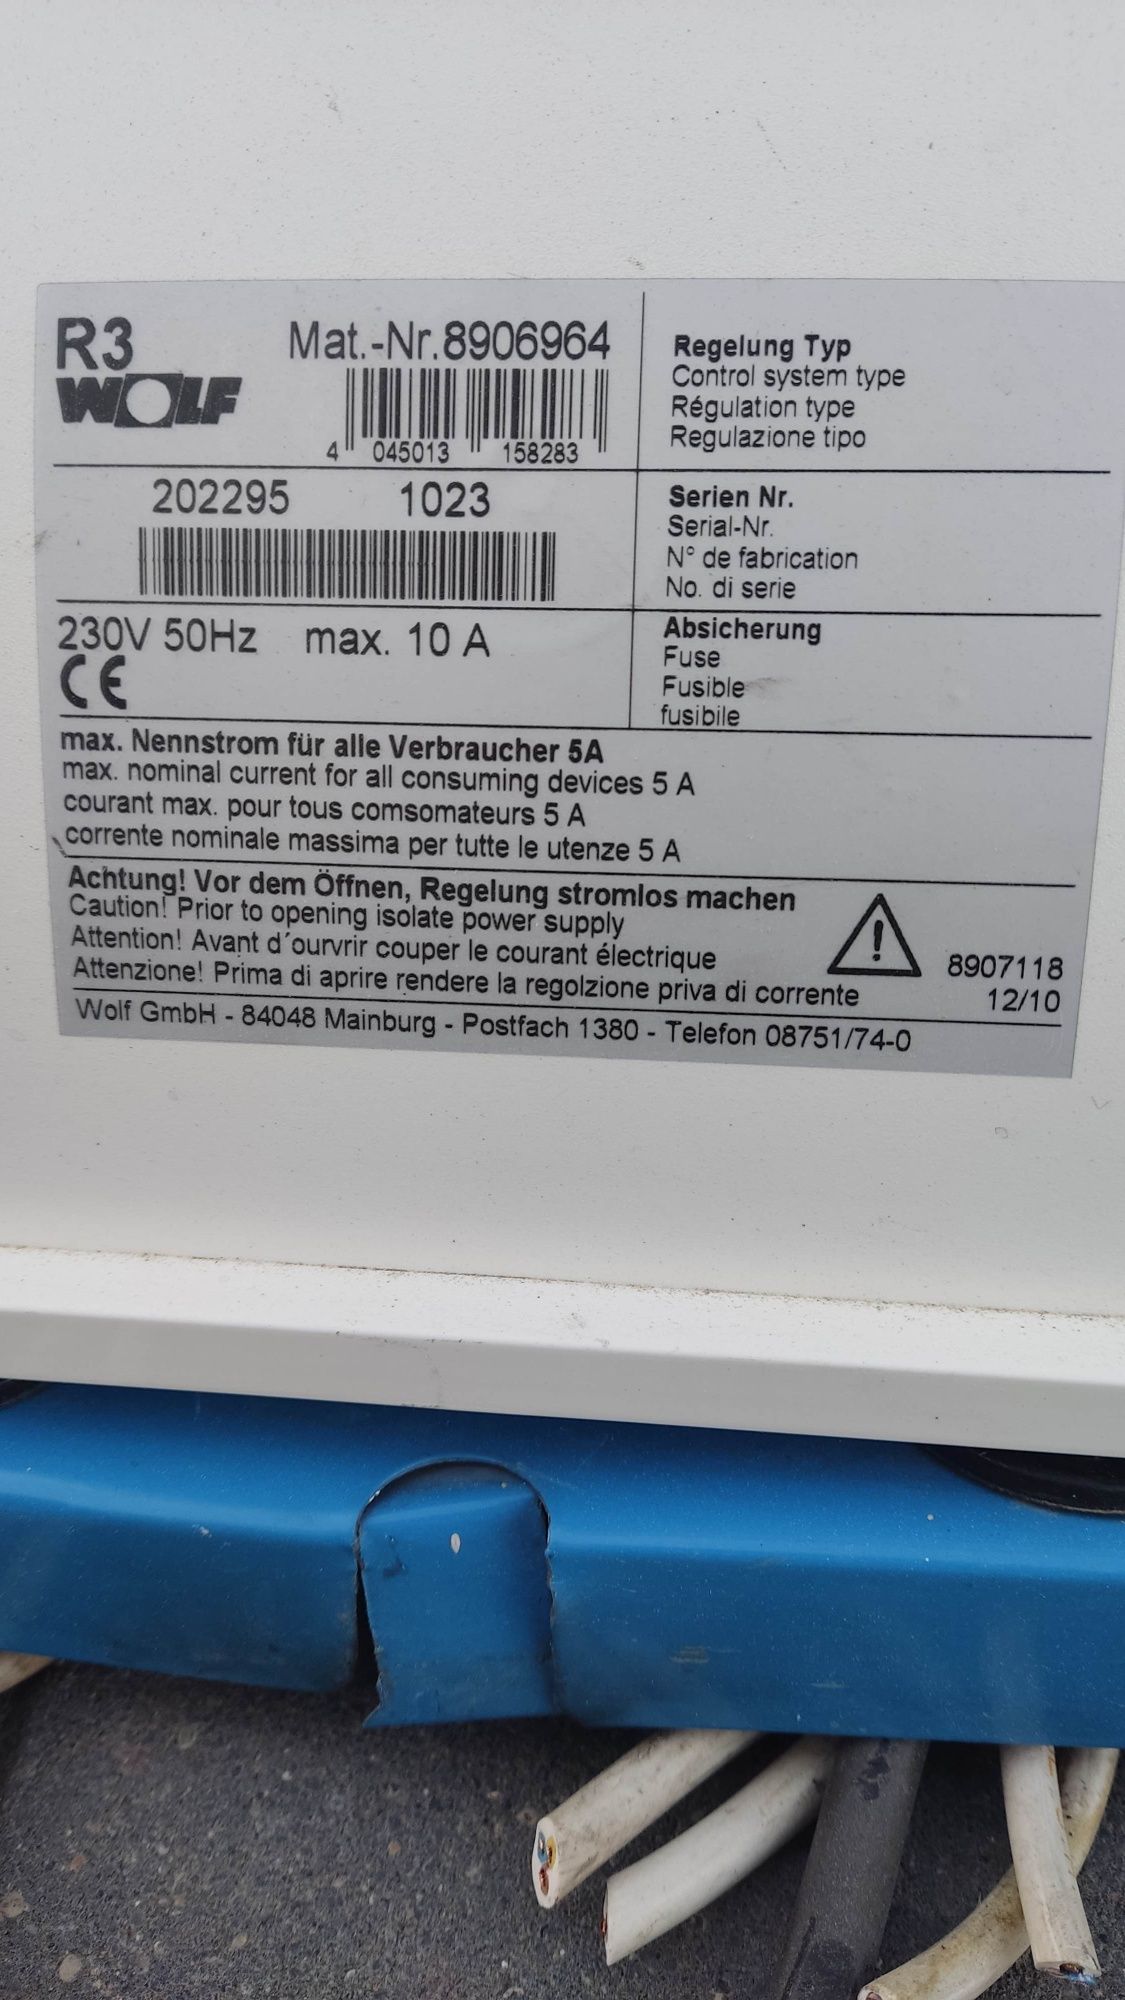 R3 Mat.-Nr.8906964
WOLF
4 045013 158283
Regelung Typ
Control system type
Régulation type
Regulazione tipo
202295 1023
Serien Nr.
Serial-Nr.
N° de fabrication
No. di serie
230V 50Hz max. 10 A
CE
Absicherung
Fuse
Fusible
fusibile
max. Nennstrom für alle Verbraucher 5A
max. nominal current for all consuming devices 5 A
courant max. pour tous comsomateurs 5 A
corrente nominale massima per tutte le utenze 5 A
Achtung! Vor dem Öffnen, Regelung stromlos machen
Caution! Prior to opening isolate power supply
Attention! Avant d´ourvrir couper le courant électrique
Attenzione! Prima di aprire rendere la regolzione priva di corrente
8907118
12/10
Wolf GmbH - 84048 Mainburg - Postfach 1380 - Telefon 08751/74-0